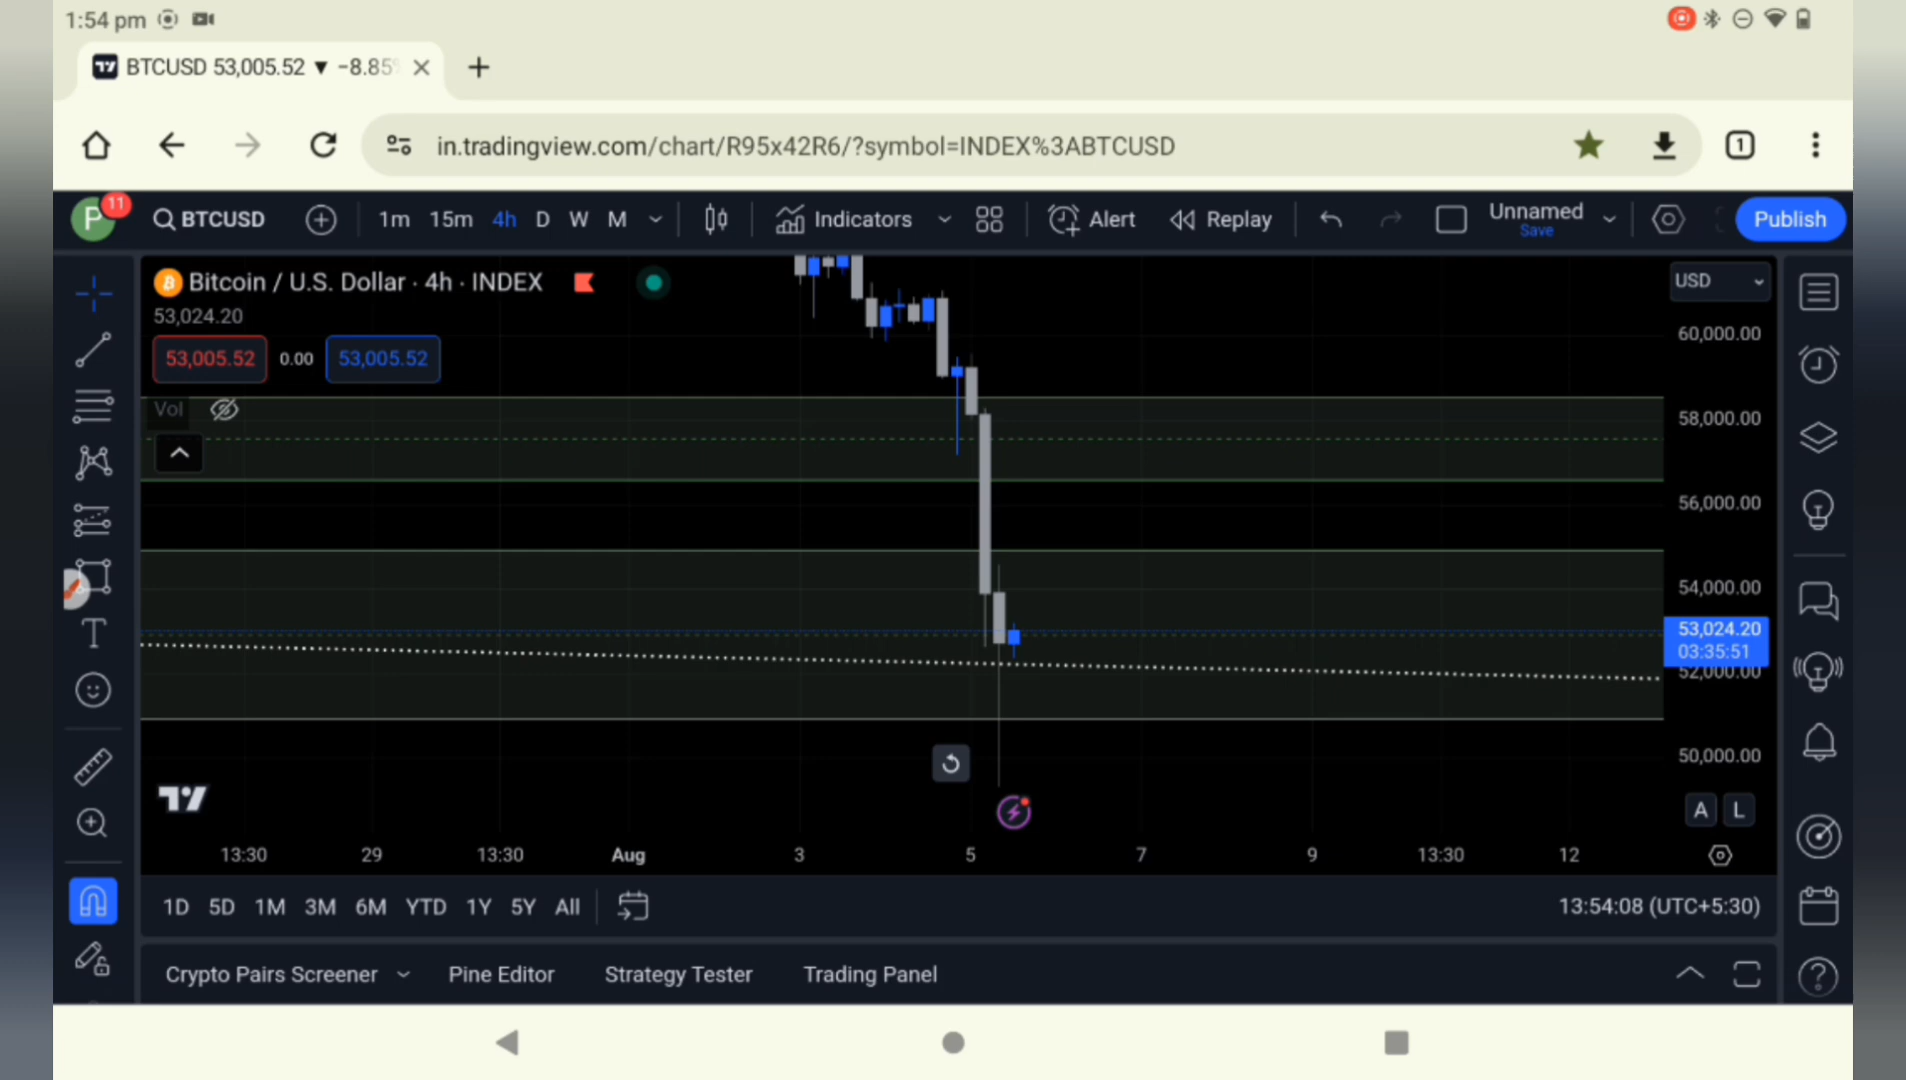 1:54 pm
BTCUSD 53,005.52 ▼ −8.85%
in.tradingview.com/chart/R95x42R6/?symbol=INDEX%3ABTCUSD
1
P
11
BTCUSD
1m 15m 4h D W M
Indicators
Alert
Replay
Unnamed
Save
Publish
Bitcoin / U.S. Dollar · 4h · INDEX
53,024.20
53,005.52 0.00 53,005.52
Vol
USD
60,000.00
58,000.00
56,000.00
54,000.00
53,024.20
03:35:51
52,000.00
50,000.00
A L
13:30 29 13:30 Aug 3 5 7 9 13:30 12
1D 5D 1M 3M 6M YTD 1Y 5Y All
13:54:08 (UTC+5:30)
Crypto Pairs Screener Pine Editor Strategy Tester Trading Panel